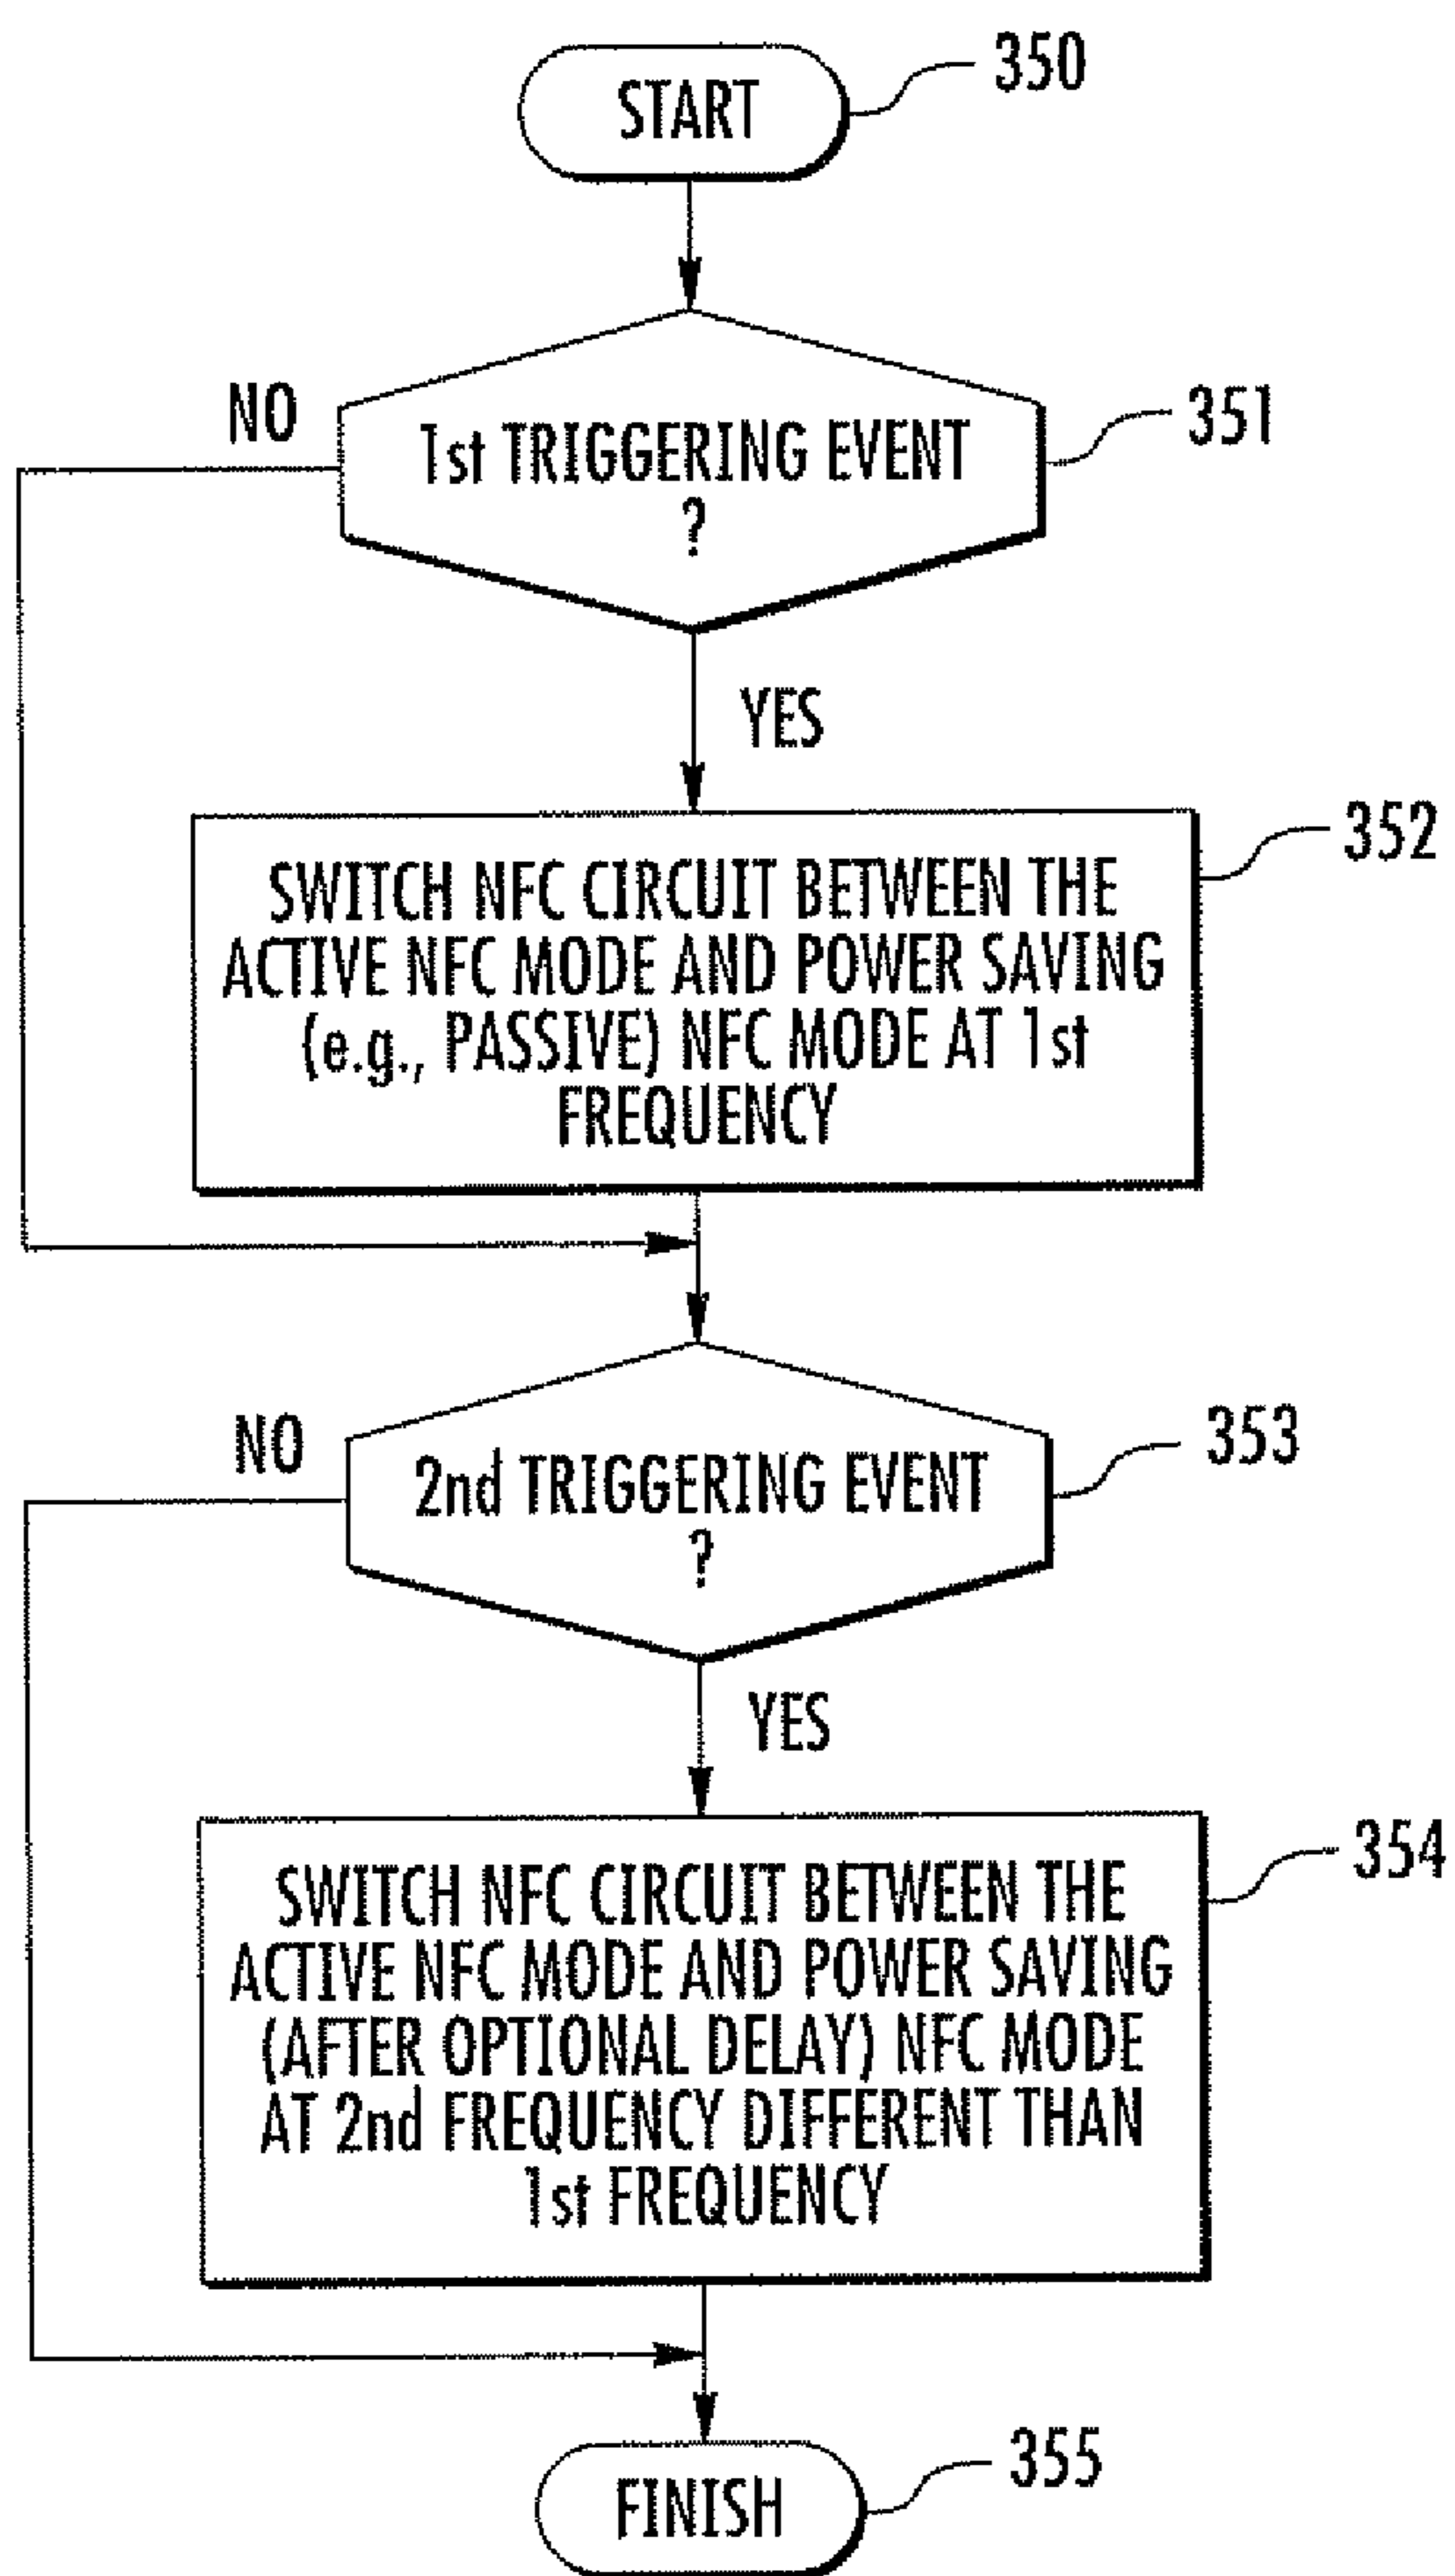 START
350
NO
1st TRIGGERING EVENT
?
351
YES
SWITCH NFC CIRCUIT BETWEEN THE
ACTIVE NFC MODE AND POWER SAVING
(e.g., PASSIVE) NFC MODE AT 1st
FREQUENCY
352
NO
2nd TRIGGERING EVENT
?
353
YES
SWITCH NFC CIRCUIT BETWEEN THE
ACTIVE NFC MODE AND POWER SAVING
(AFTER OPTIONAL DELAY) NFC MODE
AT 2nd FREQUENCY DIFFERENT THAN
1st FREQUENCY
354
FINISH
355